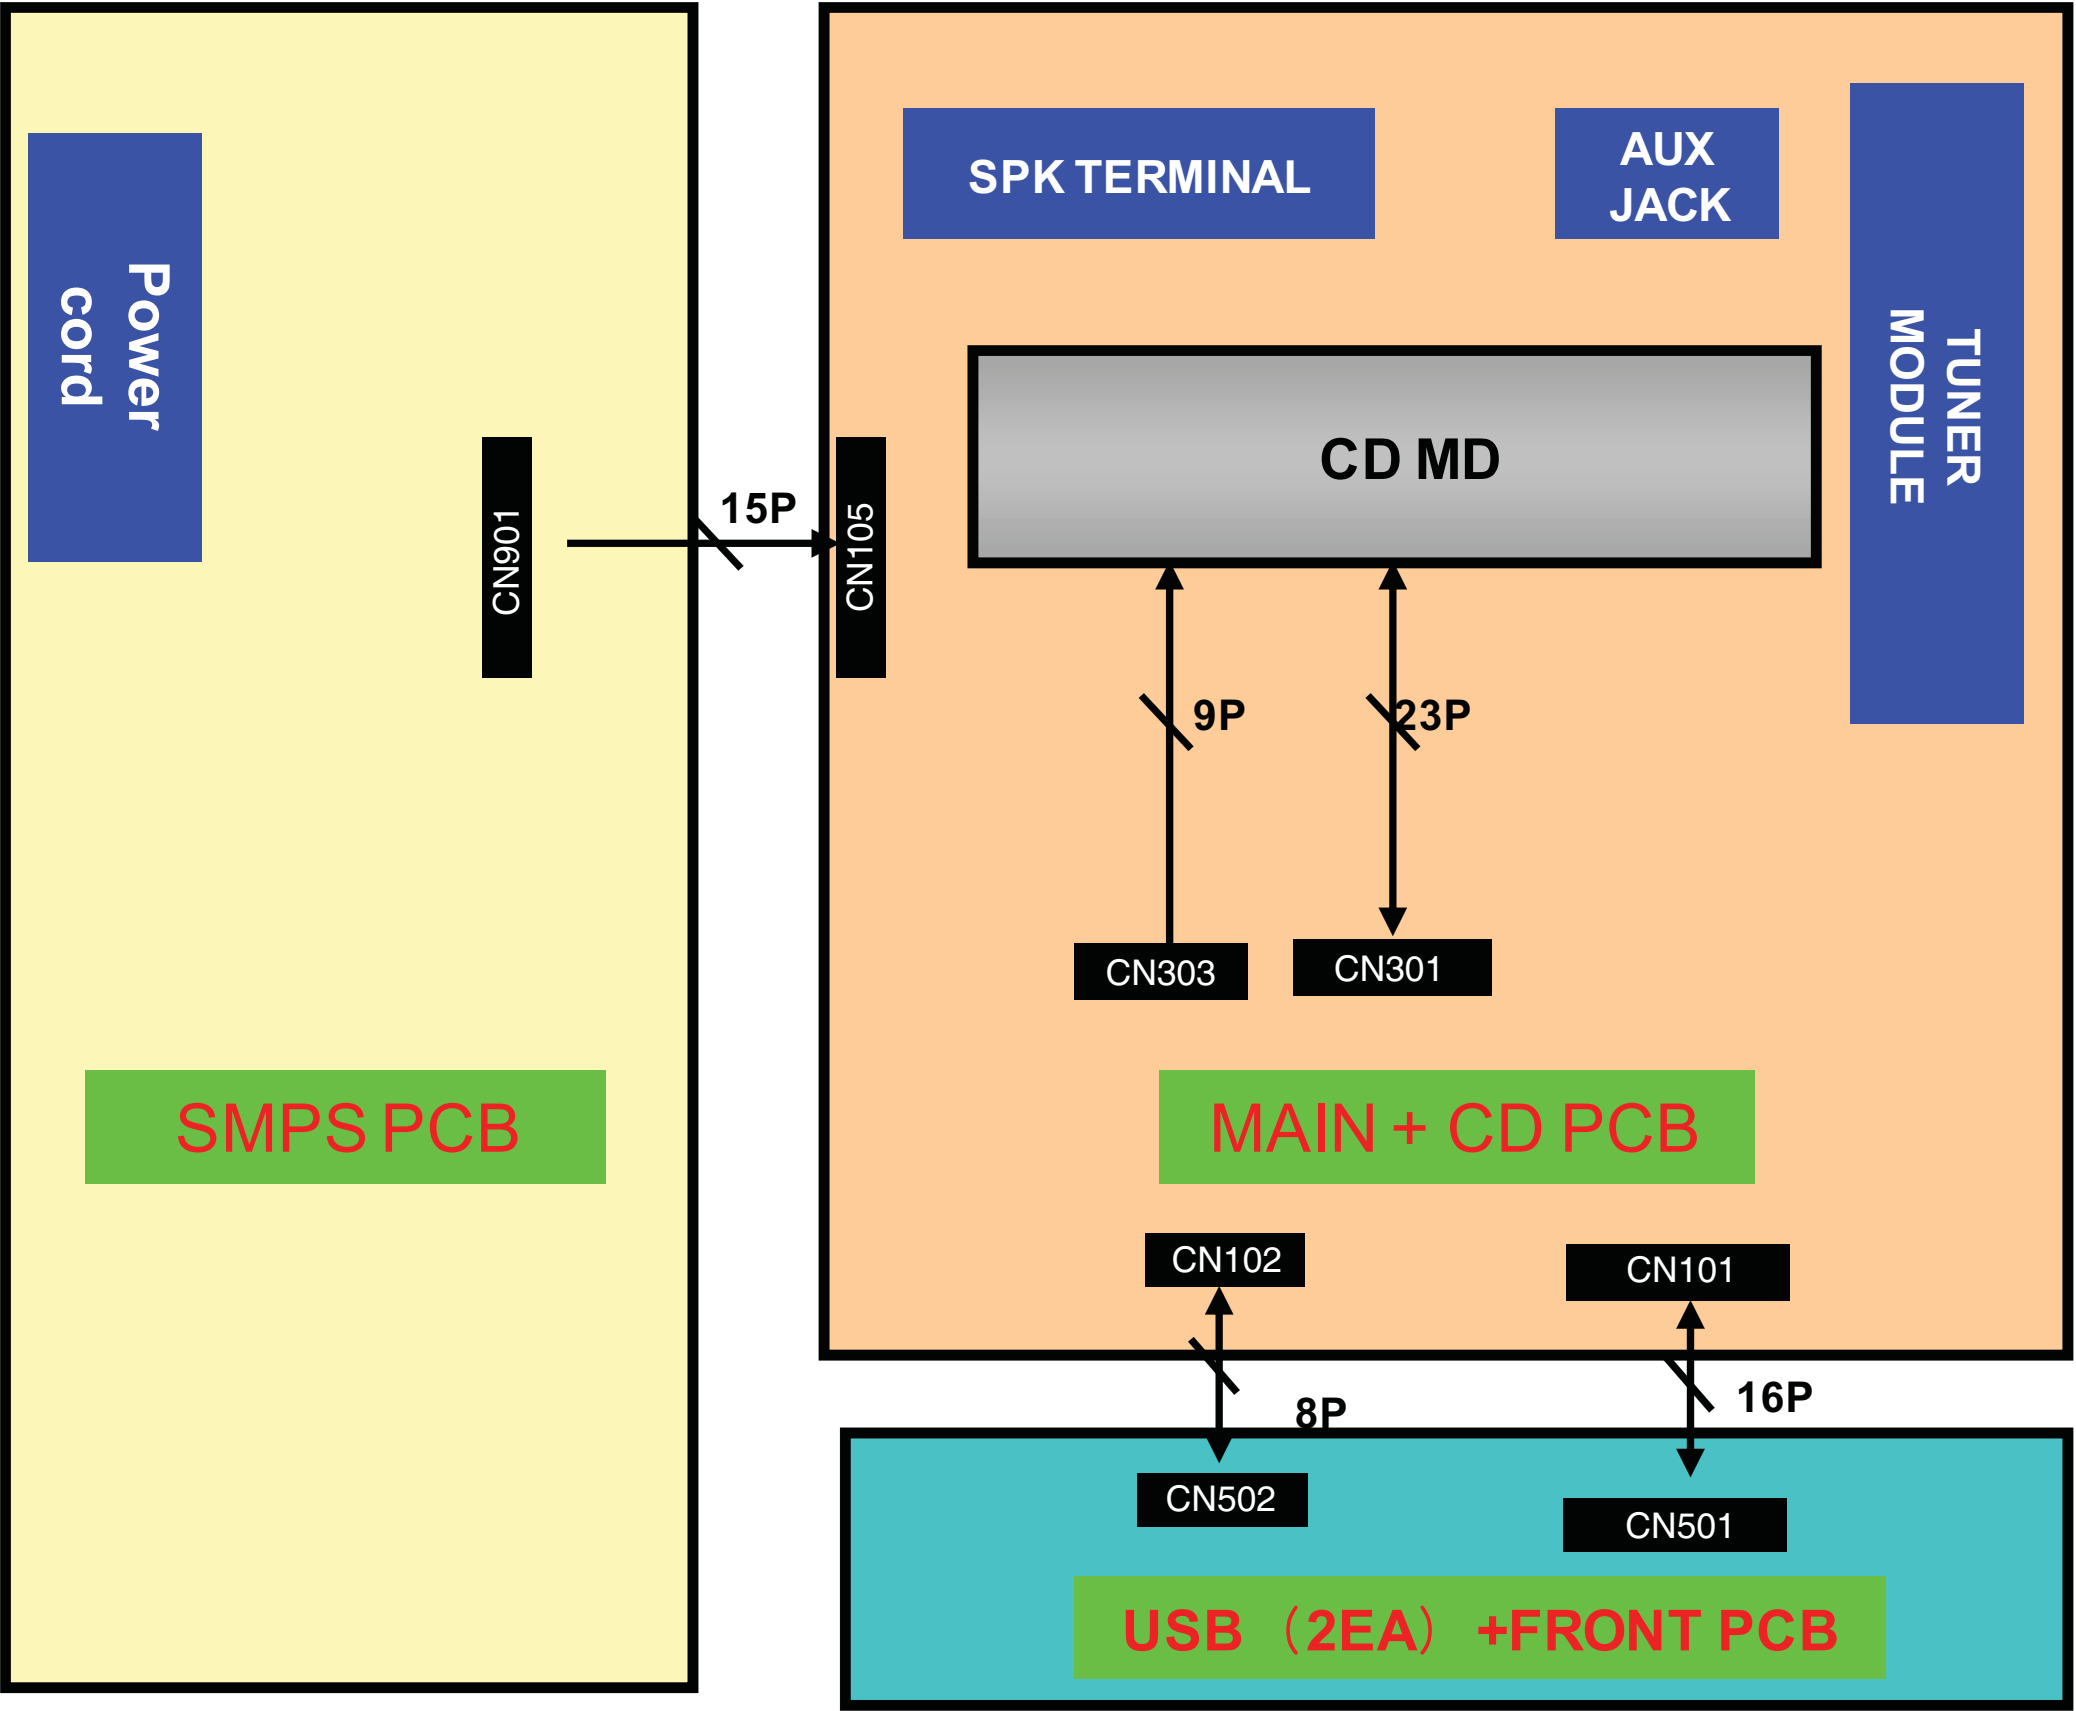 Power
cord
CN901
15P
SMPS PCB
SPK TERMINAL
AUX
JACK
TUNER
MODULE
CD MD
CN105
9P
23P
CN303
CN301
MAIN + CD PCB
CN102
CN101
8P
16P
CN502
CN501
USB（2EA）+FRONT PCB